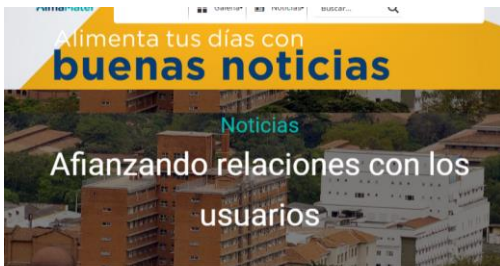 AlmaMater
Galería Noticias Buscar...
Alimenta tus días con
buenas noticias
Noticias
Afianzando relaciones con los
usuarios